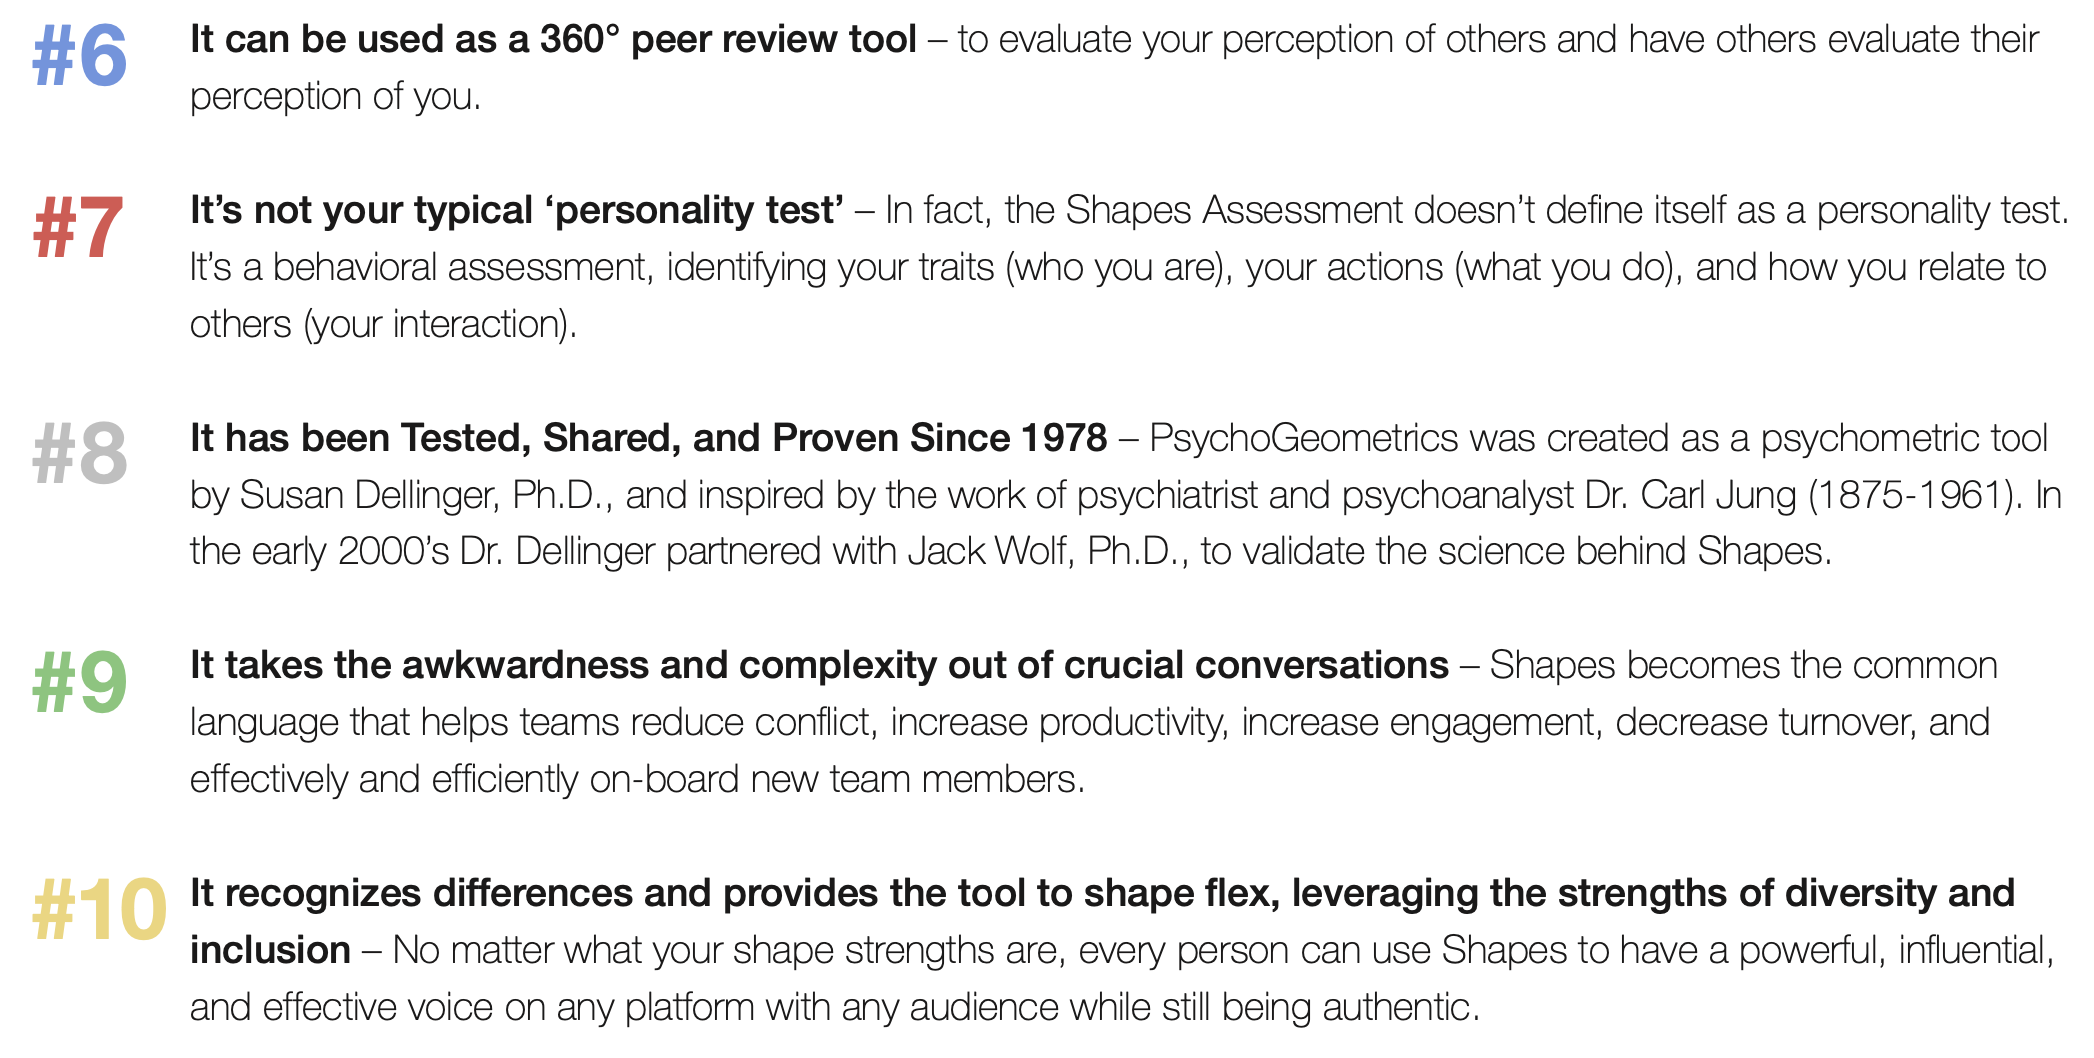 #6 It can be used as a 360° peer review tool – to evaluate your perception of others and have others evaluate their
perception of you.
#7 It’s not your typical ‘personality test’ – In fact, the Shapes Assessment doesn’t define itself as a personality test.
It’s a behavioral assessment, identifying your traits (who you are), your actions (what you do), and how you relate to
others (your interaction).
#8 It has been Tested, Shared, and Proven Since 1978 – PsychoGeometrics was created as a psychometric tool
by Susan Dellinger, Ph.D., and inspired by the work of psychiatrist and psychoanalyst Dr. Carl Jung (1875-1961). In
the early 2000’s Dr. Dellinger partnered with Jack Wolf, Ph.D., to validate the science behind Shapes.
#9 It takes the awkwardness and complexity out of crucial conversations – Shapes becomes the common
language that helps teams reduce conflict, increase productivity, increase engagement, decrease turnover, and
effectively and efficiently on-board new team members.
#10 It recognizes differences and provides the tool to shape flex, leveraging the strengths of diversity and
inclusion – No matter what your shape strengths are, every person can use Shapes to have a powerful, influential,
and effective voice on any platform with any audience while still being authentic.